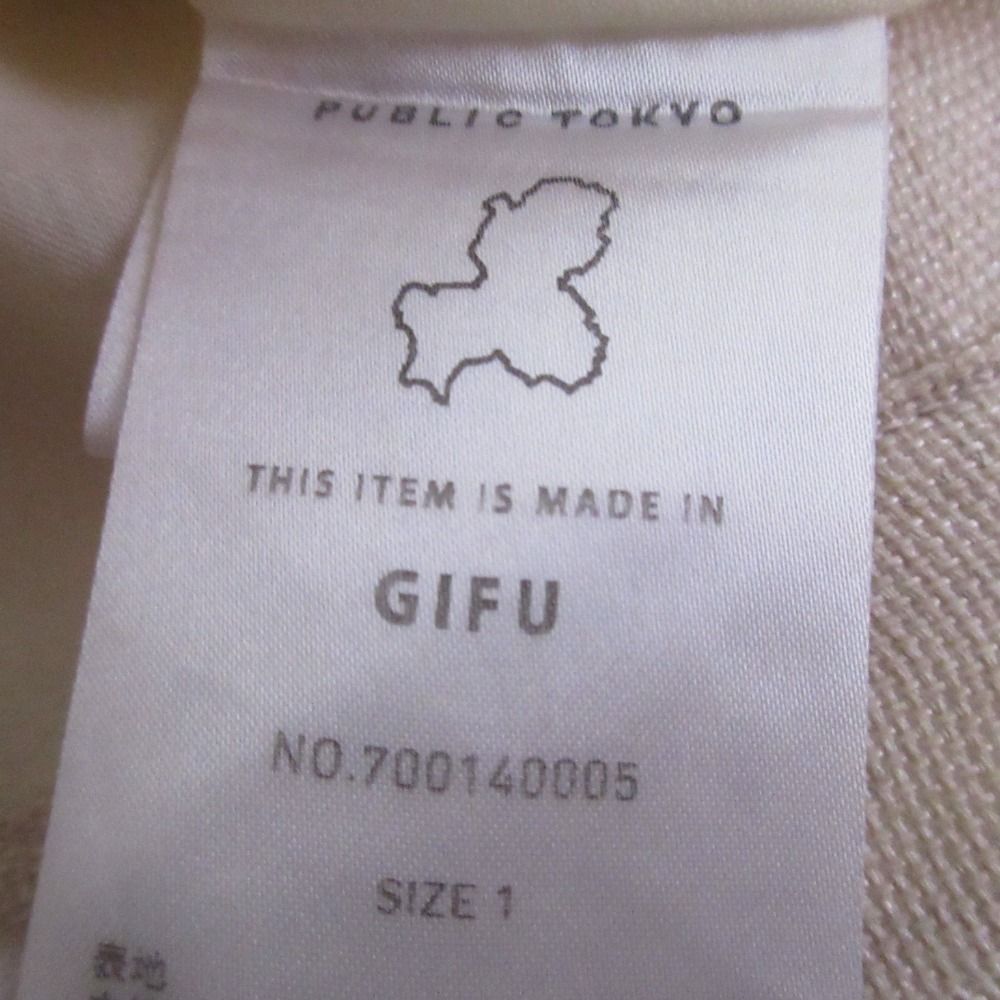 PUBLIC TOKYO
THIS ITEM IS MADE IN
GIFU
NO.700140005
SIZE 1
表地